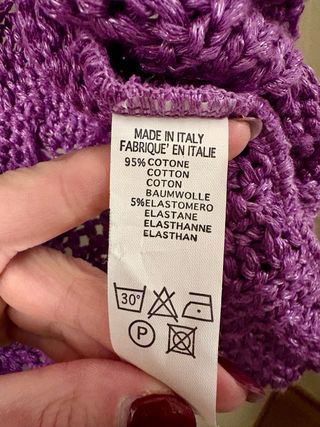 MADE IN ITALY
FABRIQUE' EN ITALIE
95% COTONE
COTTON
COTON
BAUMWOLLE
5% ELASTOMERO
ELASTANE
ELASTHANNE
ELASTHAN
30°
P